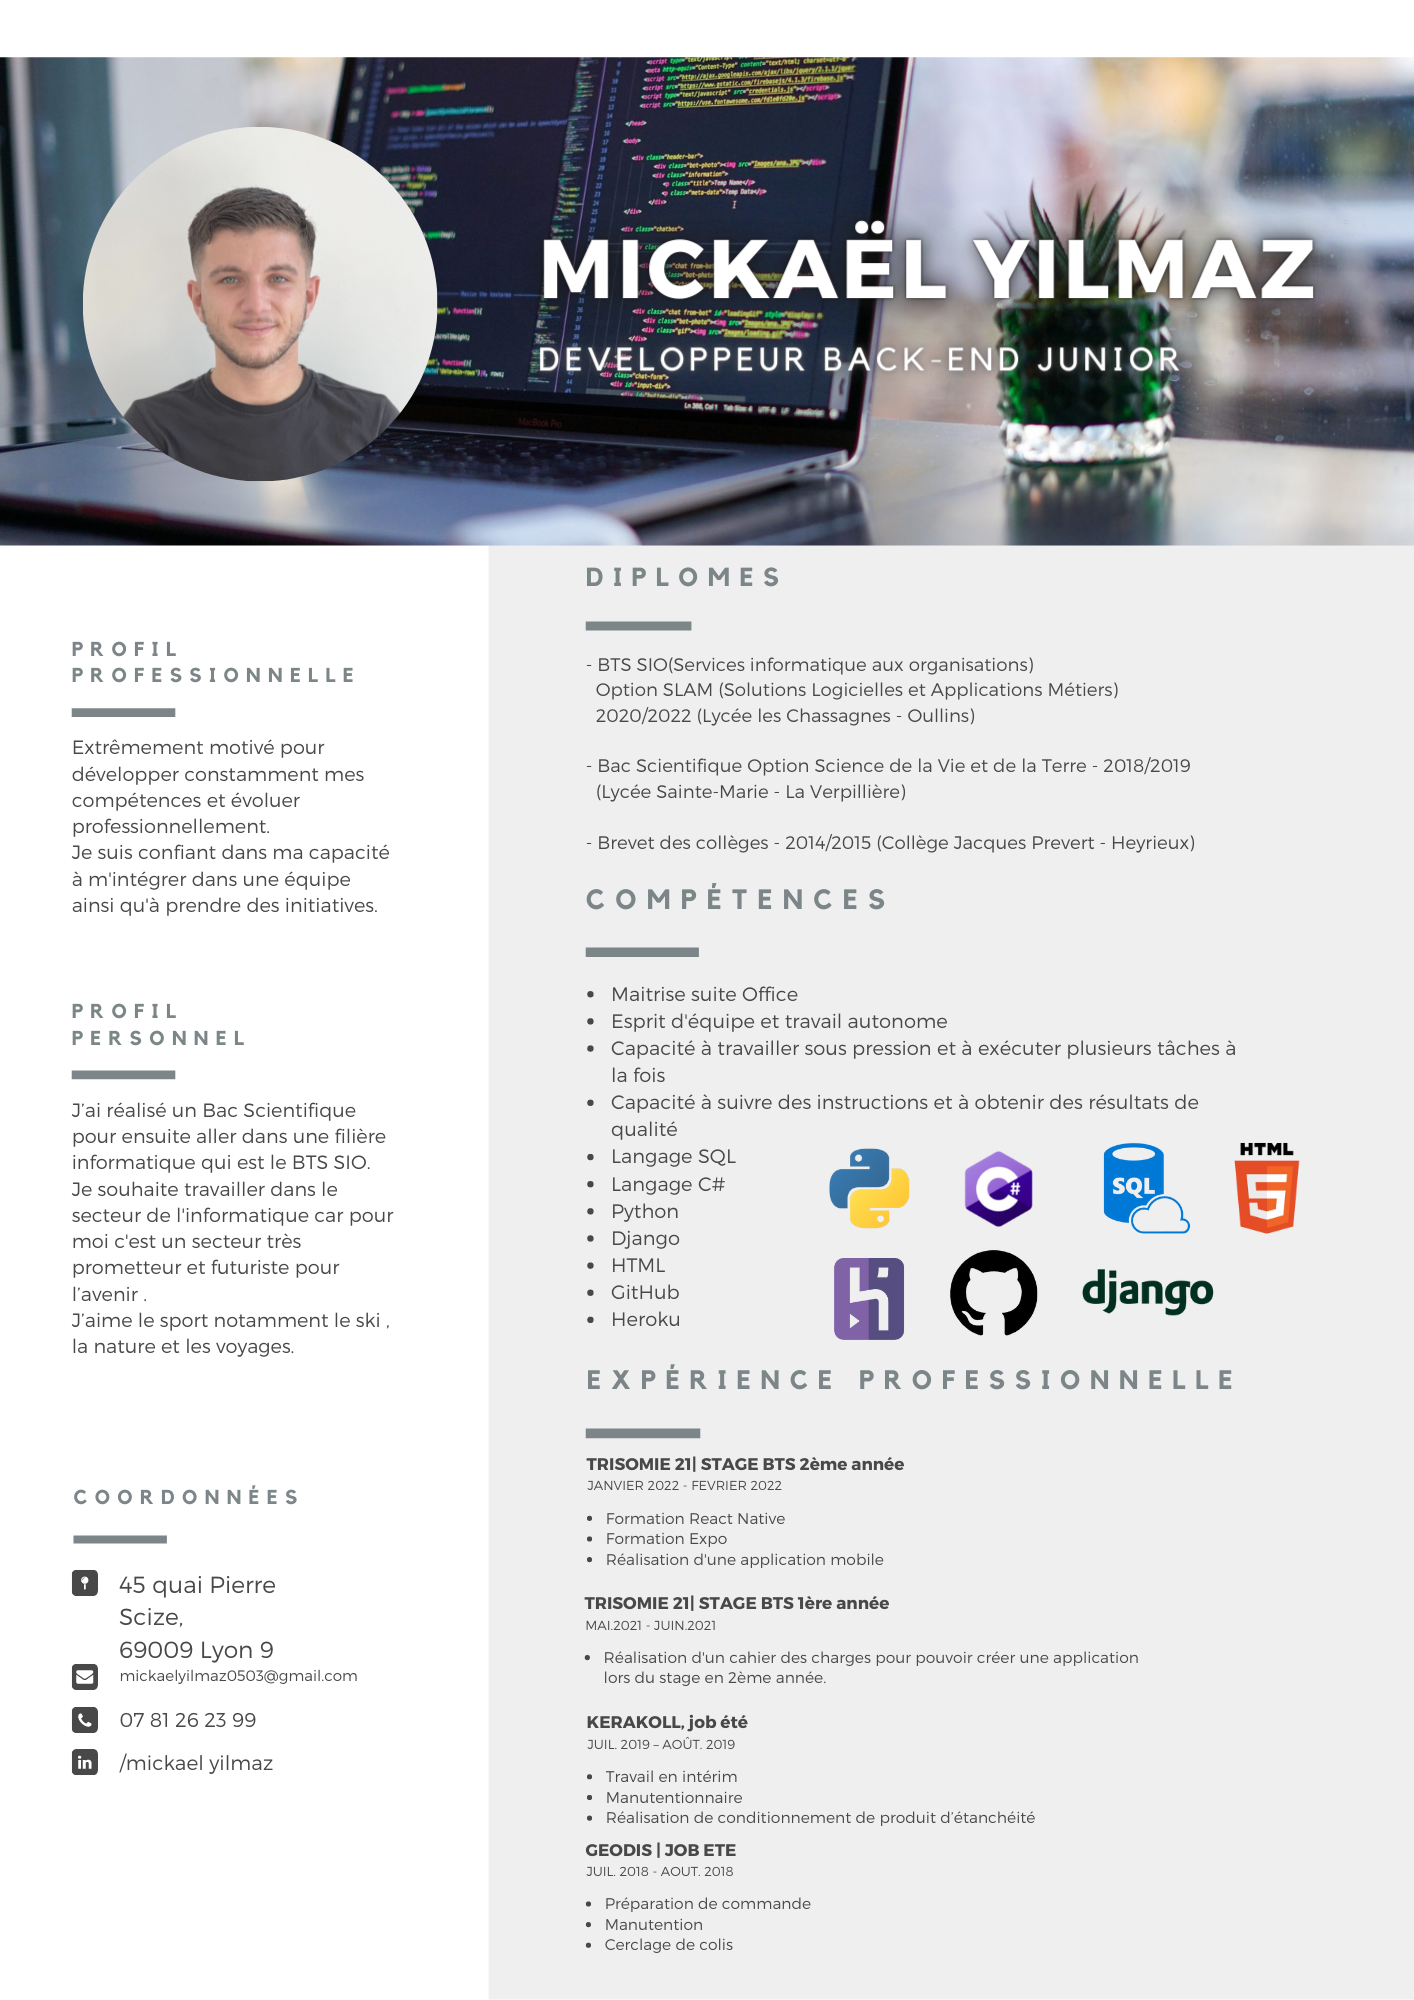 MICKAËL YILMAZ
DEVELOPPEUR BACK-END JUNIOR
PROFIL
PROFESSIONNELLE
Extrêmement motivé pour
développer constamment mes
compétences et évoluer
professionnellement.
Je suis confiant dans ma capacité
à m'intégrer dans une équipe
ainsi qu'à prendre des initiatives.
PROFIL
PERSONNEL
J'ai réalisé un Bac Scientifique
pour ensuite aller dans une filière
informatique qui est le BTS SIO.
Je souhaite travailler dans le
secteur de l'informatique car pour
moi c'est un secteur très
prometteur et futuriste pour
l'avenir .
J'aime le sport notamment le ski ,
la nature et les voyages.
COORDONNÉES
45 quai Pierre
Scize,
69009 Lyon 9
mickaelyilmaz0503@gmail.com
07 81 26 23 99
/mickael yilmaz
DIPLOMES
- BTS SIO(Services informatique aux organisations)
Option SLAM (Solutions Logicielles et Applications Métiers)
2020/2022 (Lycée les Chassagnes - Oullins)
- Bac Scientifique Option Science de la Vie et de la Terre - 2018/2019
(Lycée Sainte-Marie - La Verpillière)
- Brevet des collèges - 2014/2015 (Collège Jacques Prevert - Heyrieux)
COMPÉTENCES
• Maitrise suite Office
• Esprit d'équipe et travail autonome
• Capacité à travailler sous pression et à exécuter plusieurs tâches à
la fois
• Capacité à suivre des instructions et à obtenir des résultats de
qualité
• Langage SQL
• Langage C#
• Python
• Django
• HTML
• GitHub
• Heroku
C#
SQL
HTML
5
django
EXPÉRIENCE PROFESSIONNELLE
TRISOMIE 21| STAGE BTS 2ème année
JANVIER 2022 - FEVRIER 2022
• Formation React Native
• Formation Expo
• Réalisation d'une application mobile
TRISOMIE 21| STAGE BTS 1ère année
MAI.2021 - JUIN.2021
• Réalisation d'un cahier des charges pour pouvoir créer une application
lors du stage en 2ème année.
KERAKOLL, job été
JUIL. 2019 – AOÛT. 2019
• Travail en intérim
• Manutentionnaire
• Réalisation de conditionnement de produit d'étanchéité
GEODIS | JOB ETE
JUIL. 2018 - AOUT. 2018
• Préparation de commande
• Manutention
• Cerclage de colis